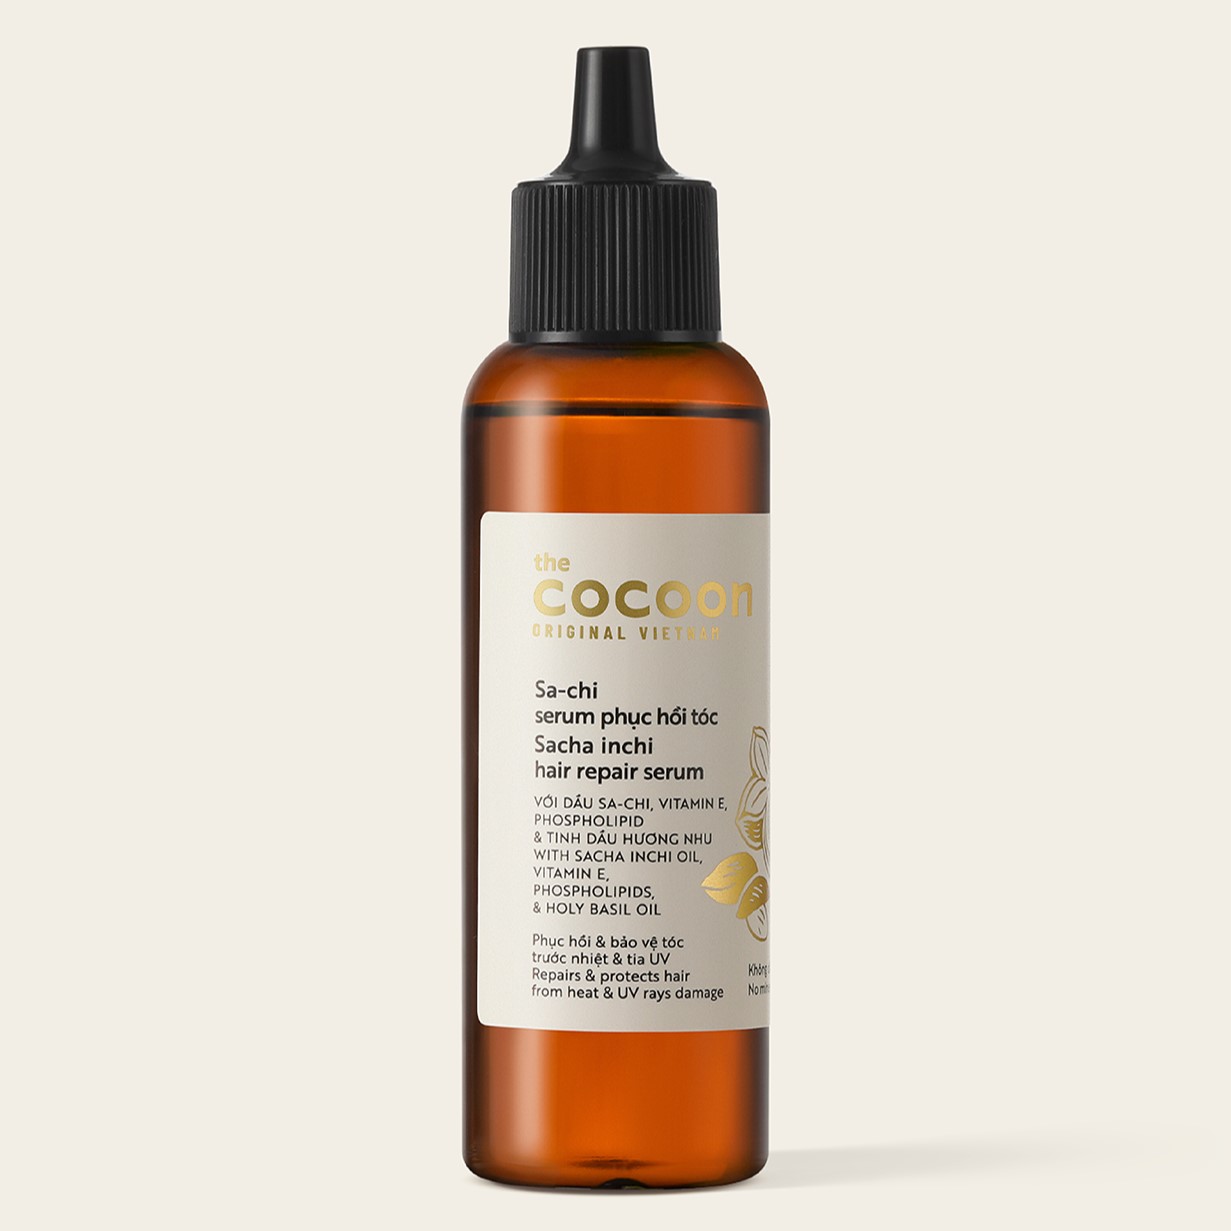 the
cocoon
ORIGINAL VIETNAM
Sa-chi
serum phục hồi tóc
Sacha inchi
hair repair serum
VỚI DẦU SA-CHI, VITAMIN E,
PHOSPHOLIPID
& TINH DẦU HƯƠNG NHU
WITH SACHA INCHI OIL,
VITAMIN E,
PHOSPHOLIPIDS,
& HOLY BASIL OIL
Phục hồi & bảo vệ tóc
trước nhiệt & tia UV
Repairs & protects hair
from heat & UV rays damage
Không
No